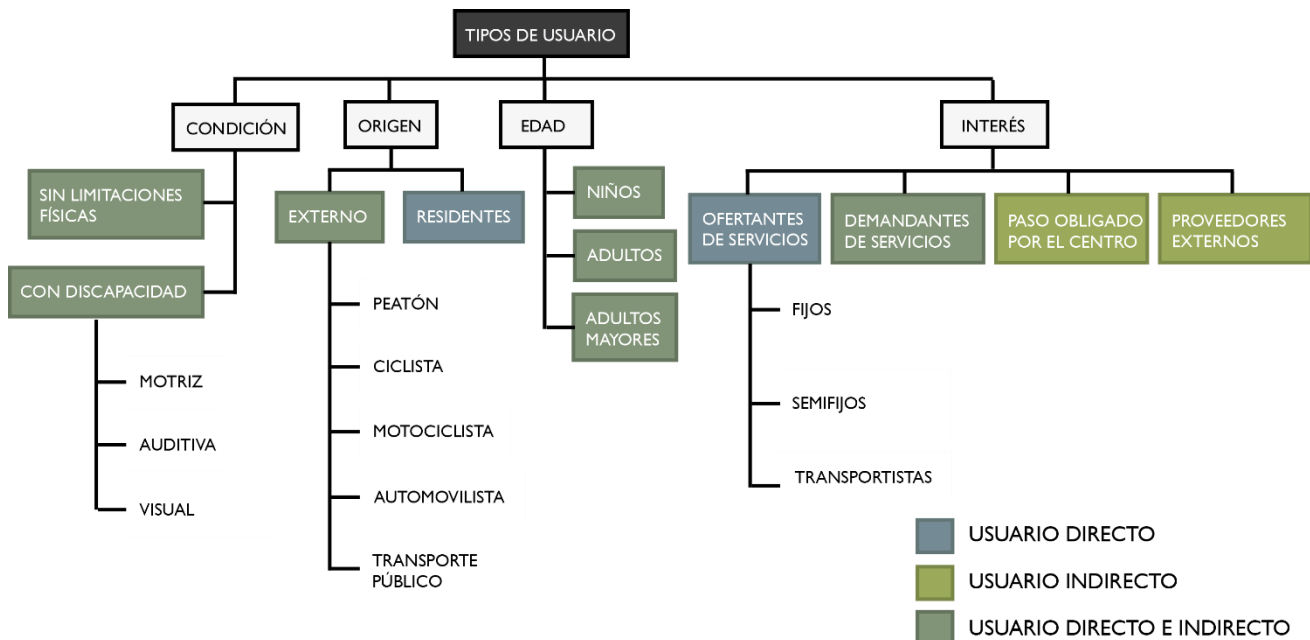 TIPOS DE USUARIO
CONDICIÓN
ORIGEN
EDAD
INTERÉS
SIN LIMITACIONES
FÍSICAS
CON DISCAPACIDAD
MOTRIZ
AUDITIVA
VISUAL
EXTERNO
RESIDENTES
PEATÓN
CICLISTA
MOTOCICLISTA
AUTOMOVILISTA
TRANSPORTE
PÚBLICO
NIÑOS
ADULTOS
ADULTOS
MAYORES
OFERTANTES
DE SERVICIOS
DEMANDANTES
DE SERVICIOS
PASO OBLIGADO
POR EL CENTRO
PROVEEDORES
EXTERNOS
FIJOS
SEMIFIJOS
TRANSPORTISTAS
USUARIO DIRECTO
USUARIO INDIRECTO
USUARIO DIRECTO E INDIRECTO